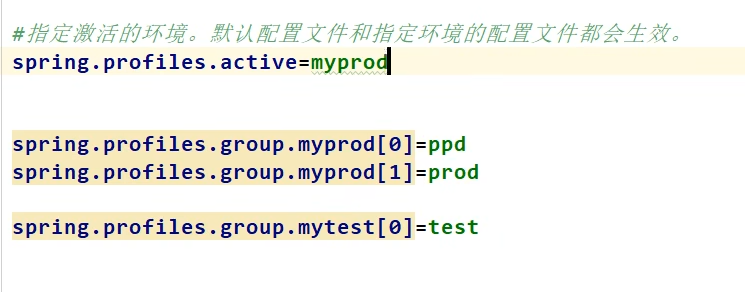 #指定激活的环境。默认配置文件和指定环境的配置文件都会生效。
spring.profiles.active=myprod
spring.profiles.group.myprod[0]=ppd
spring.profiles.group.myprod[1]=prod
spring.profiles.group.mytest[0]=test